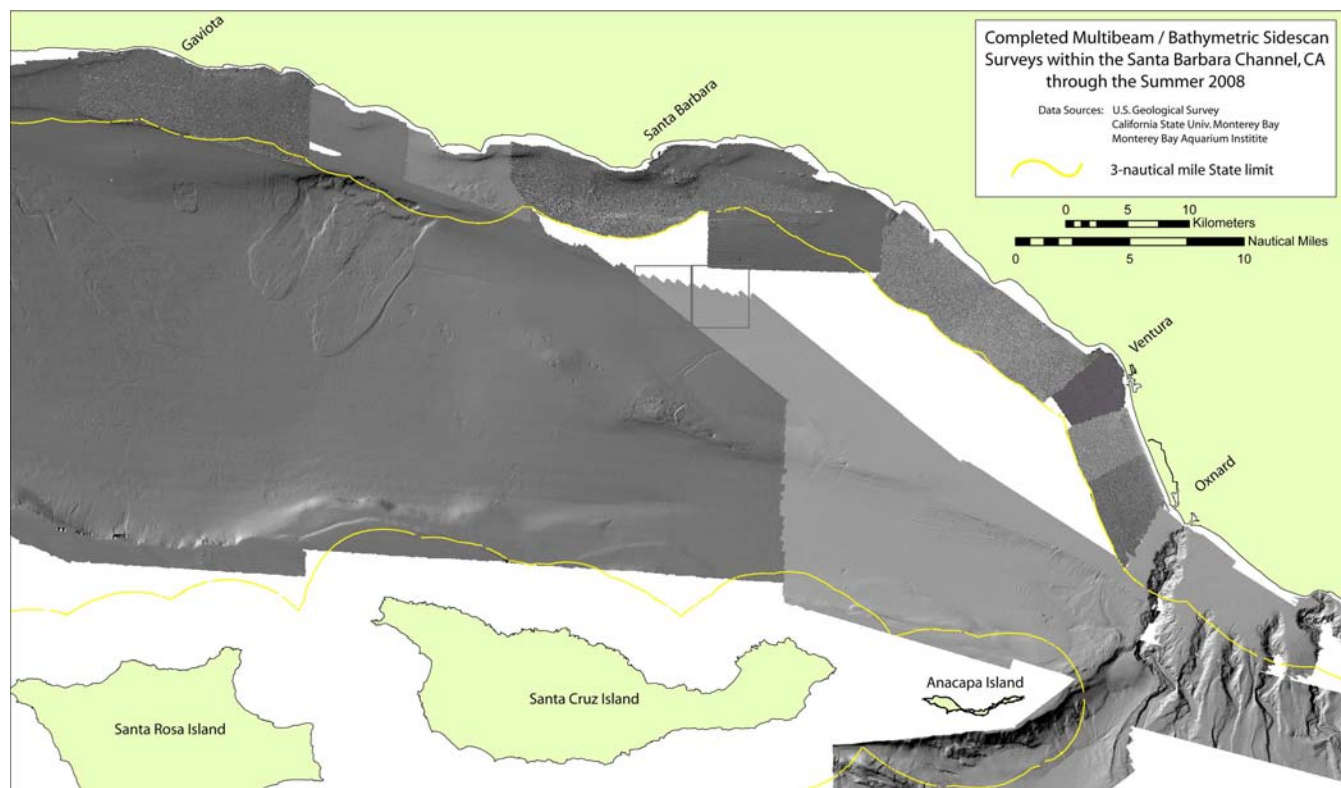 Gaviota
Santa Barbara
Ventura
Oxnard
Completed Multibeam / Bathymetric Sidescan
Surveys within the Santa Barbara Channel, CA
through the Summer 2008
Data Sources: U.S. Geological Survey
California State Univ. Monterey Bay
Monterey Bay Aquarium Institite
3-nautical mile State limit
0 5 10
Kilometers
Nautical Miles
0 5 10
Anacapa Island
Santa Cruz Island
Santa Rosa Island